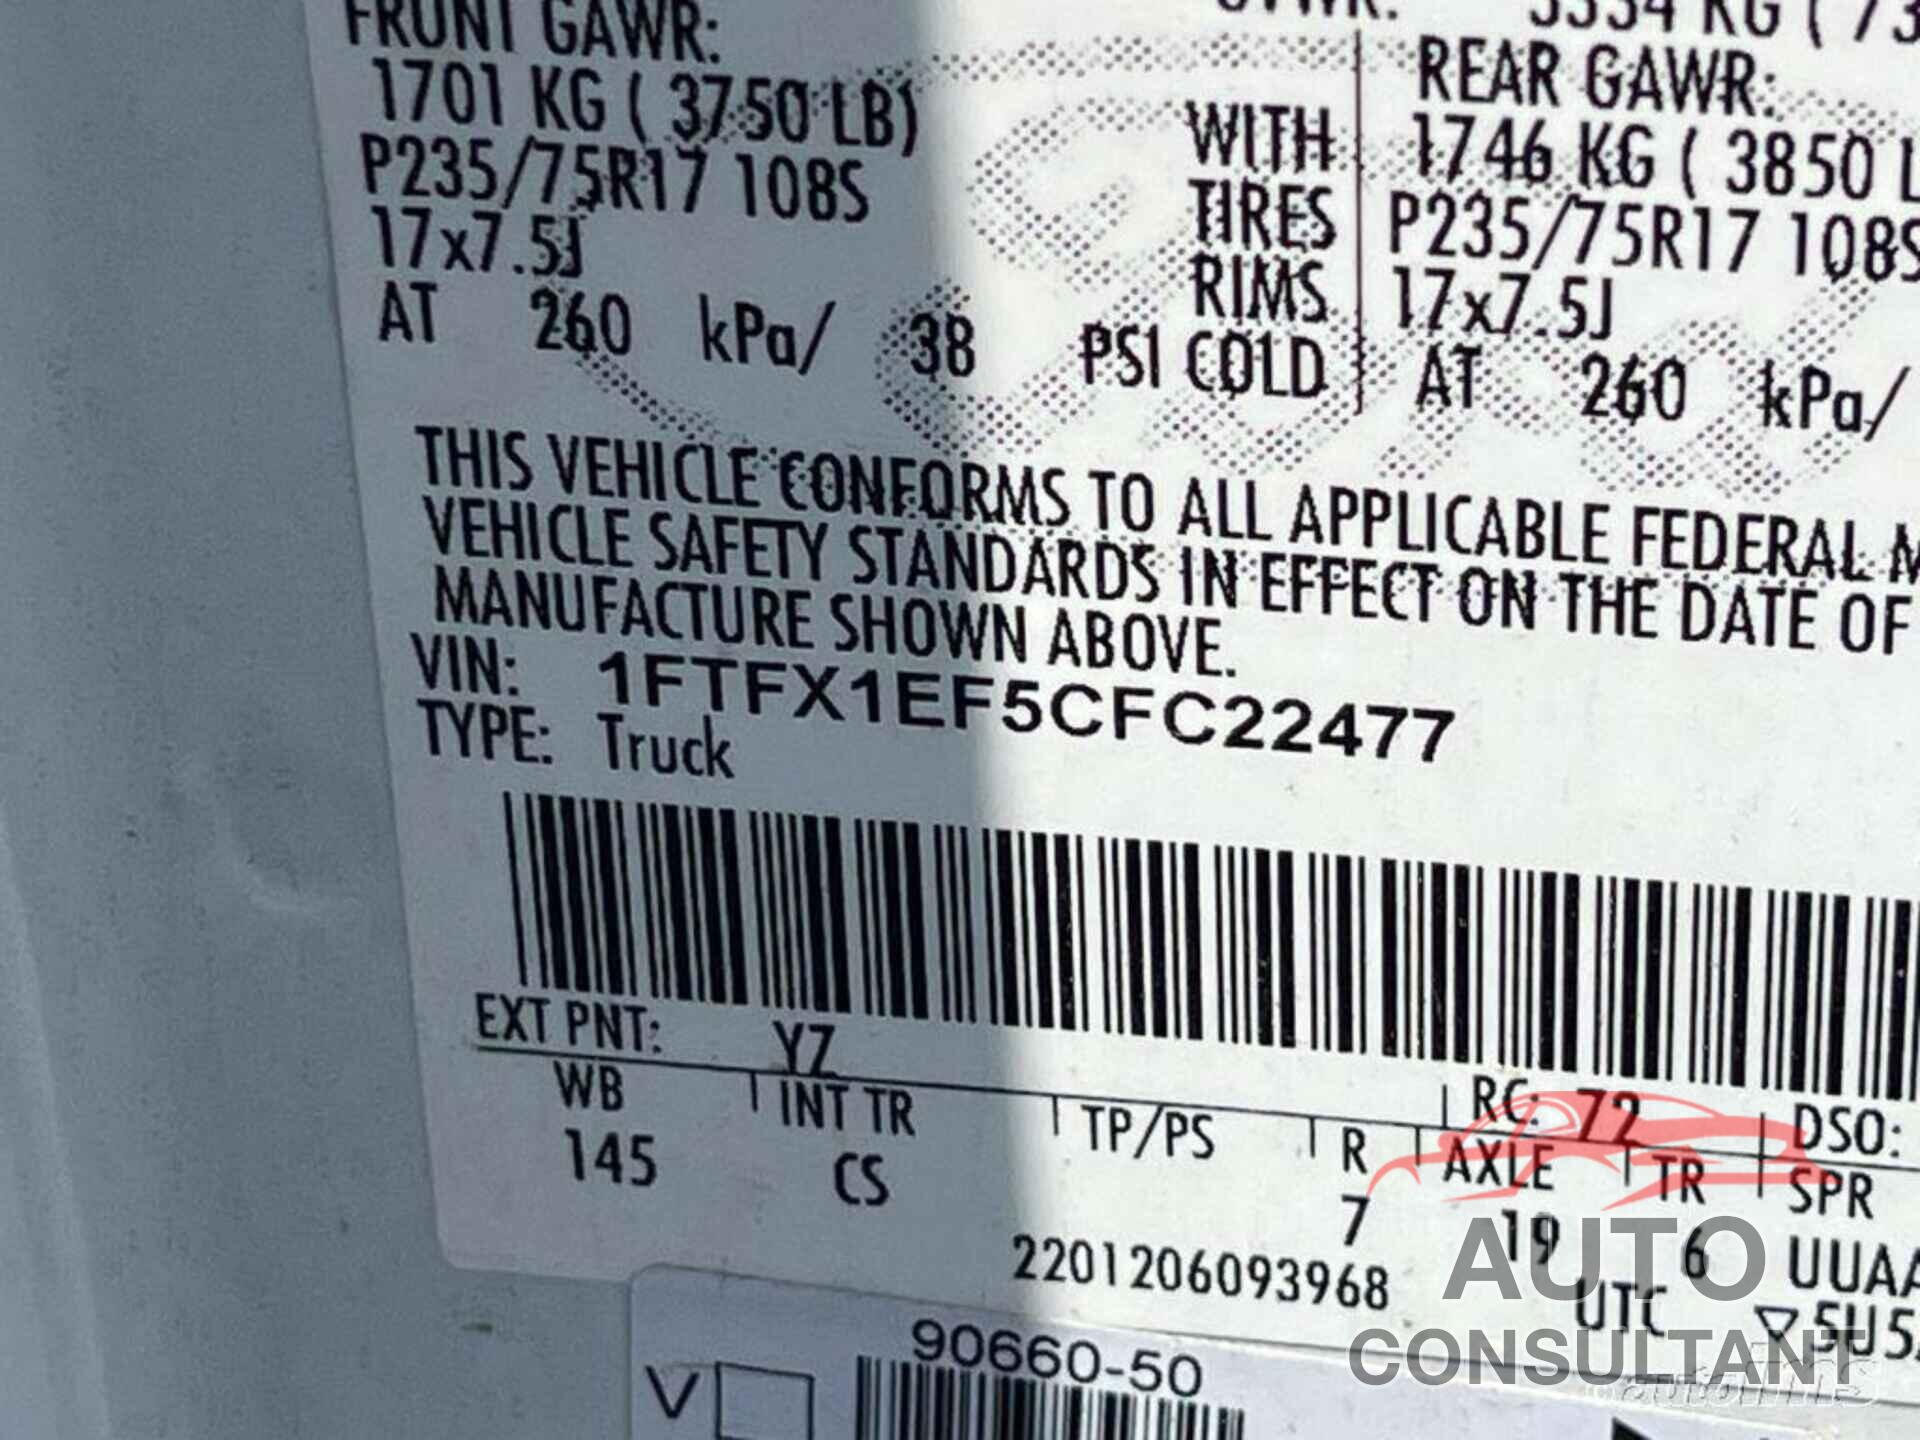 FRONT GAWR:
1701 KG ( 3750 LB)
P235/75R17 108S
17x7.5J
AT 260 kPa/ 38 PSI COLD
WITH
TIRES
RIMS
KG (
REAR GAWR:
1746 KG ( 3850 L
P235/75R17 108S
17x7.5J
AT 260 kPa/
THIS VEHICLE CONFORMS TO ALL APPLICABLE FEDERAL M
VEHICLE SAFETY STANDARDS IN EFFECT ON THE DATE OF
MANUFACTURE SHOWN ABOVE.
VIN: 1FTFX1EF5CFC22477
TYPE: Truck
EXT PNT: YZ RC: 72 DSO:
WB INT TR TP/PS R AXLE TR SPR
145 CS 7 19 6 UUAA
2201206093968 UTC ▽5U5
90660-50
V
AUTO
CONSULTANT